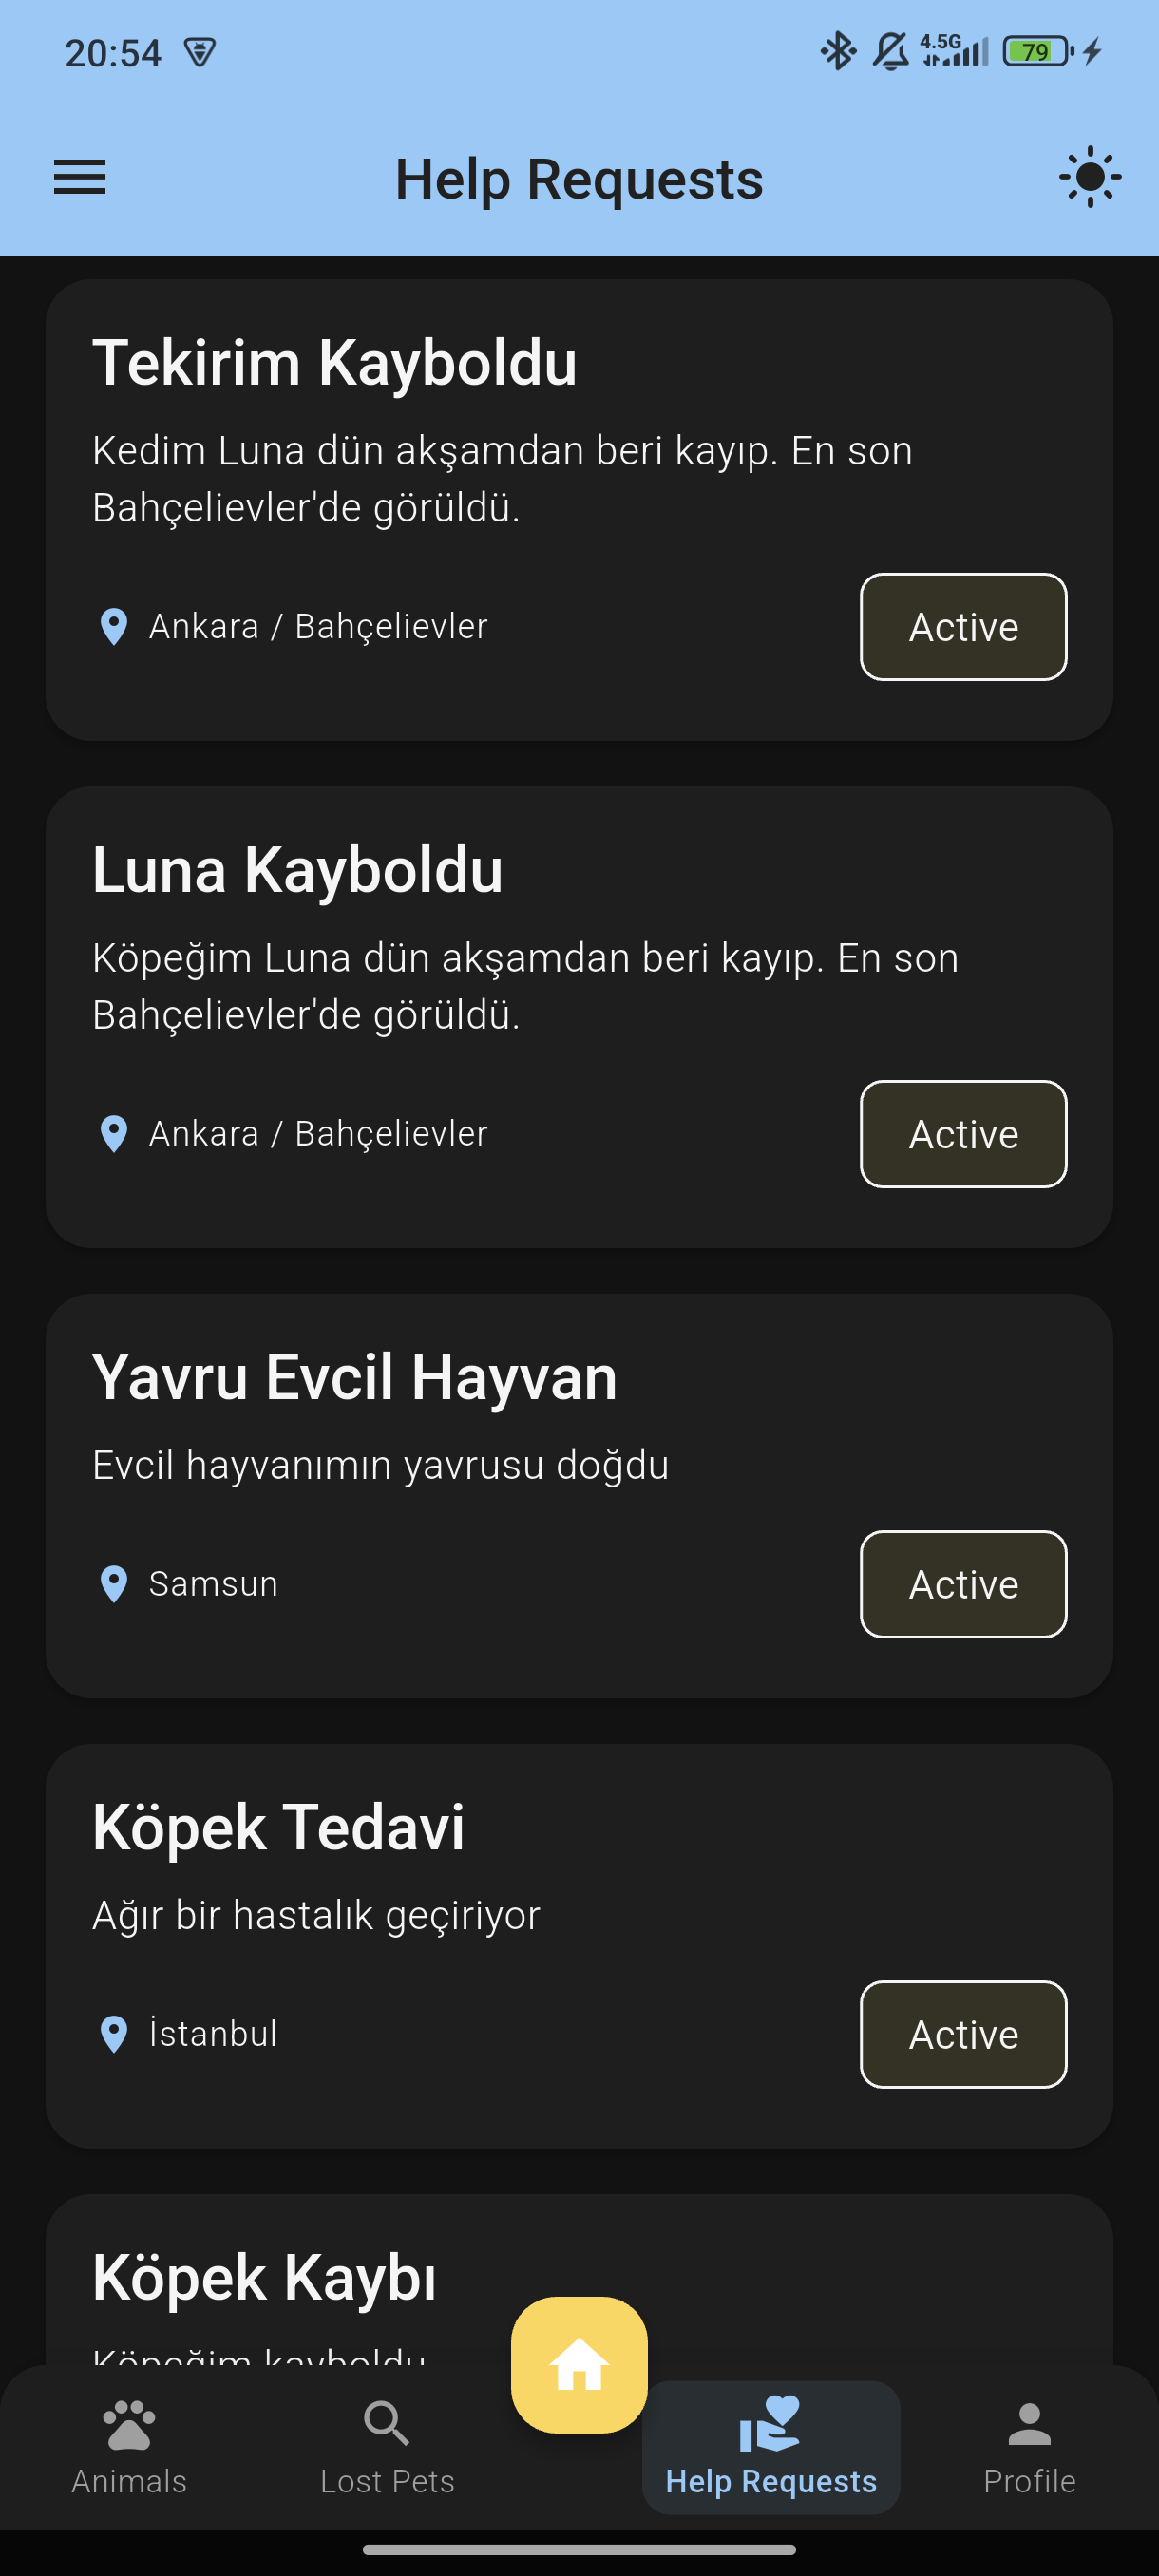 20:54
4.5G
79
Help Requests
Tekirim Kayboldu
Kedim Luna dün akşamdan beri kayıp. En son
Bahçelievler'de görüldü.
Ankara / Bahçelievler
Active
Luna Kayboldu
Köpeğim Luna dün akşamdan beri kayıp. En son
Bahçelievler'de görüldü.
Ankara / Bahçelievler
Active
Yavru Evcil Hayvan
Evcil hayvanımın yavrusu doğdu
Samsun
Active
Köpek Tedavi
Ağır bir hastalık geçiriyor
İstanbul
Active
Köpek Kaybı
Köpeğim kayboldu
Animals
Lost Pets
Help Requests
Profile